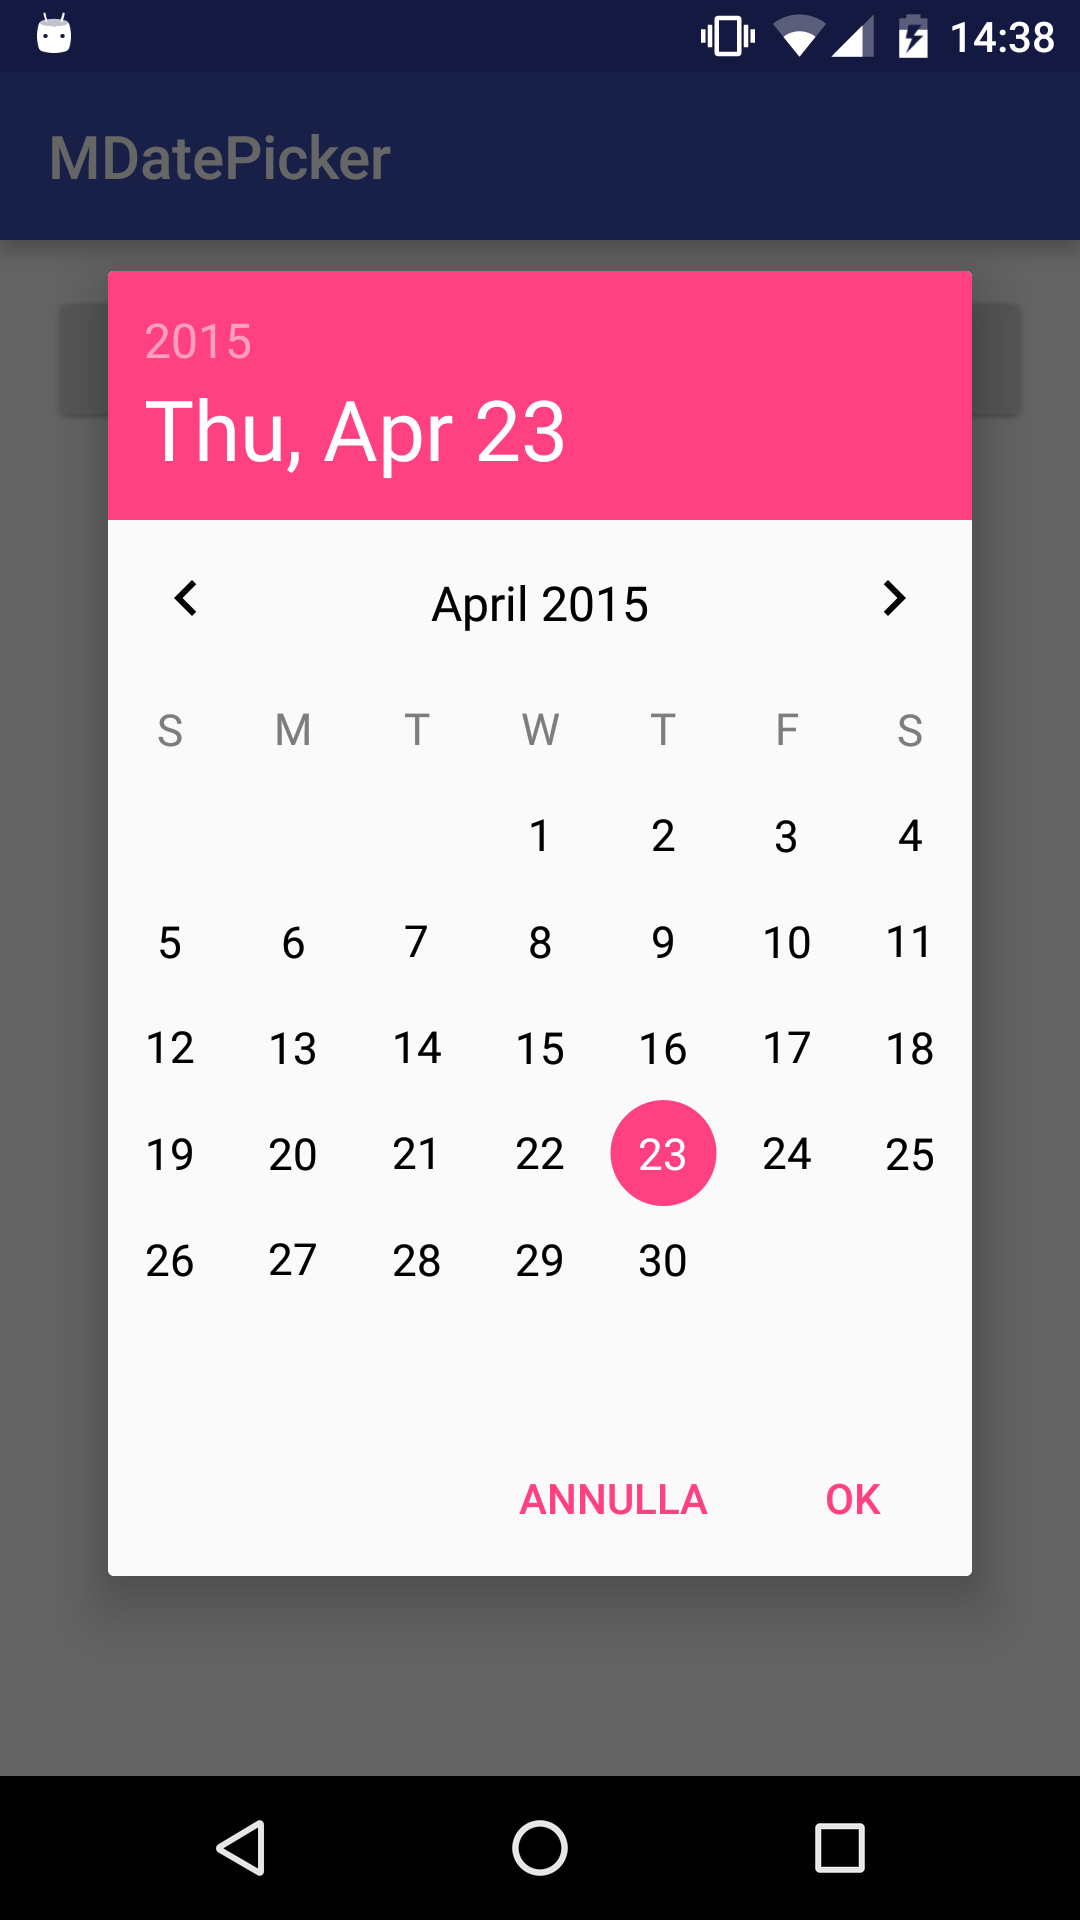 14:38
MDatePicker
2015
Thu, Apr 23
April 2015
S M T W T F S
1 2 3 4
5 6 7 8 9 10 11
12 13 14 15 16 17 18
19 20 21 22 23 24 25
26 27 28 29 30
ANNULLA OK